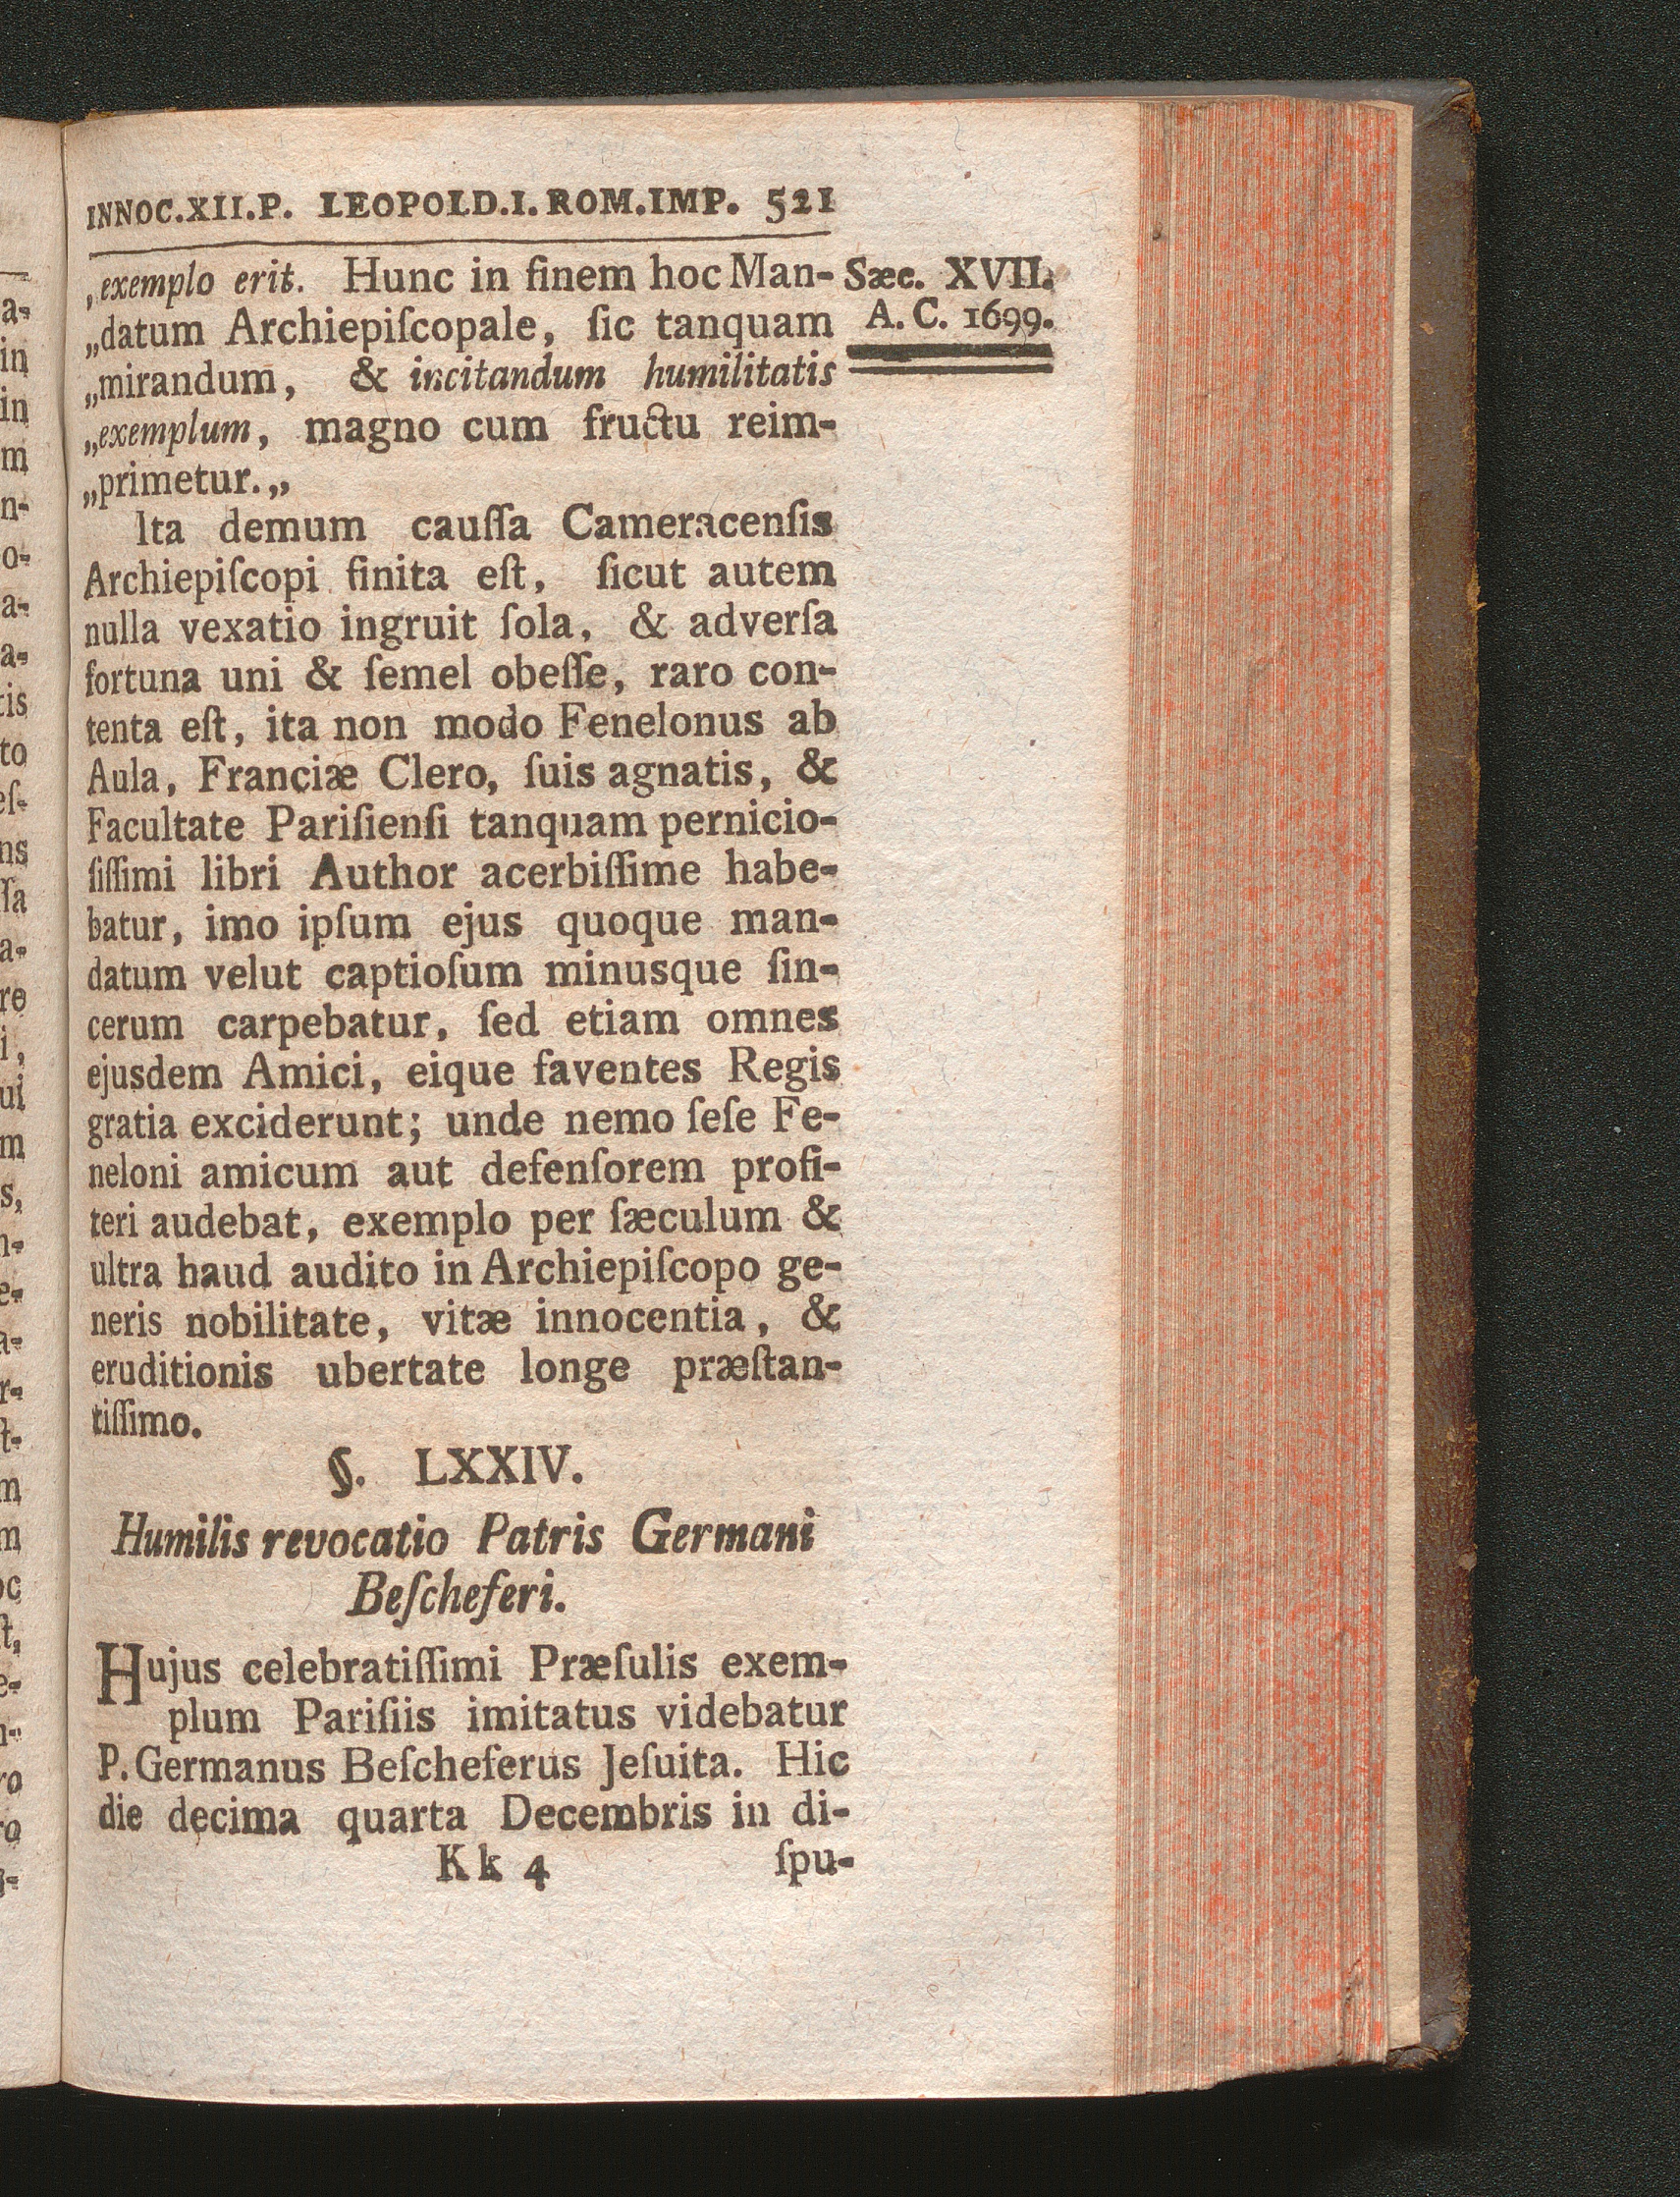 INNOC.XII.P. LEOPOLD.I.ROM.IMP. 521
Sæc. XVII.
A. C. 1699.
„exemplo erit. Hunc in finem hoc Man-
„datum Archiepiſcopale, ſic tanquam
„mirandum, & incitandum humilitatis
„exemplum, magno cum fructu reim-
„primetur.„
Ita demum cauſſa Cameracenſis
Archiepiſcopi finita eſt, ſicut autem
nulla vexatio ingruit ſola, & adverſa
fortuna uni & ſemel obeſſe, raro con-
tenta eſt, ita non modo Fenelonus ab
Aula, Franciæ Clero, ſuis agnatis, &
Facultate Pariſienſi tanquam pernicio-
ſiſſimi libri Author acerbiſſime habe-
batur, imo ipſum ejus quoque man-
datum velut captioſum minusque ſin-
cerum carpebatur, ſed etiam omnes
ejusdem Amici, eique faventes Regis
gratia exciderunt; unde nemo ſeſe Fe-
neloni amicum aut defenſorem profi-
teri audebat, exemplo per ſæculum &
ultra haud audito in Archiepiſcopo ge-
neris nobilitate, vitæ innocentia, &
eruditionis ubertate longe præſtan-
tiſſimo.
§. LXXIV.
Humilis revocatio Patris Germani
Beſcheferi.
Hujus celebratiſſimi Præſulis exem-
plum Pariſiis imitatus videbatur
P. Germanus Beſcheferus Jeſuita. Hic
die decima quarta Decembris in di-
Kk 4 ſpu-